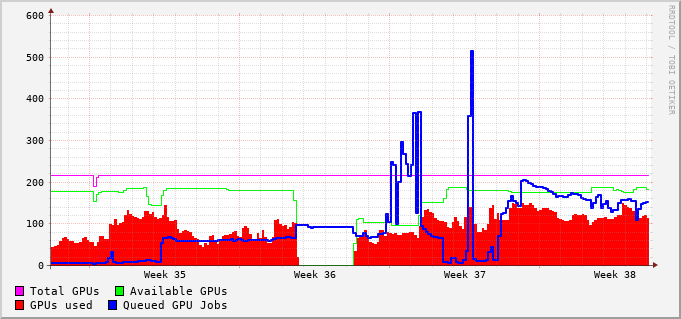 600
500
400
300
200
100
0
Week 35 Week 36 Week 37 Week 38
Total GPUs Available GPUs
GPUs used Queued GPU Jobs
RRDTOOL / TOBI OETIKER